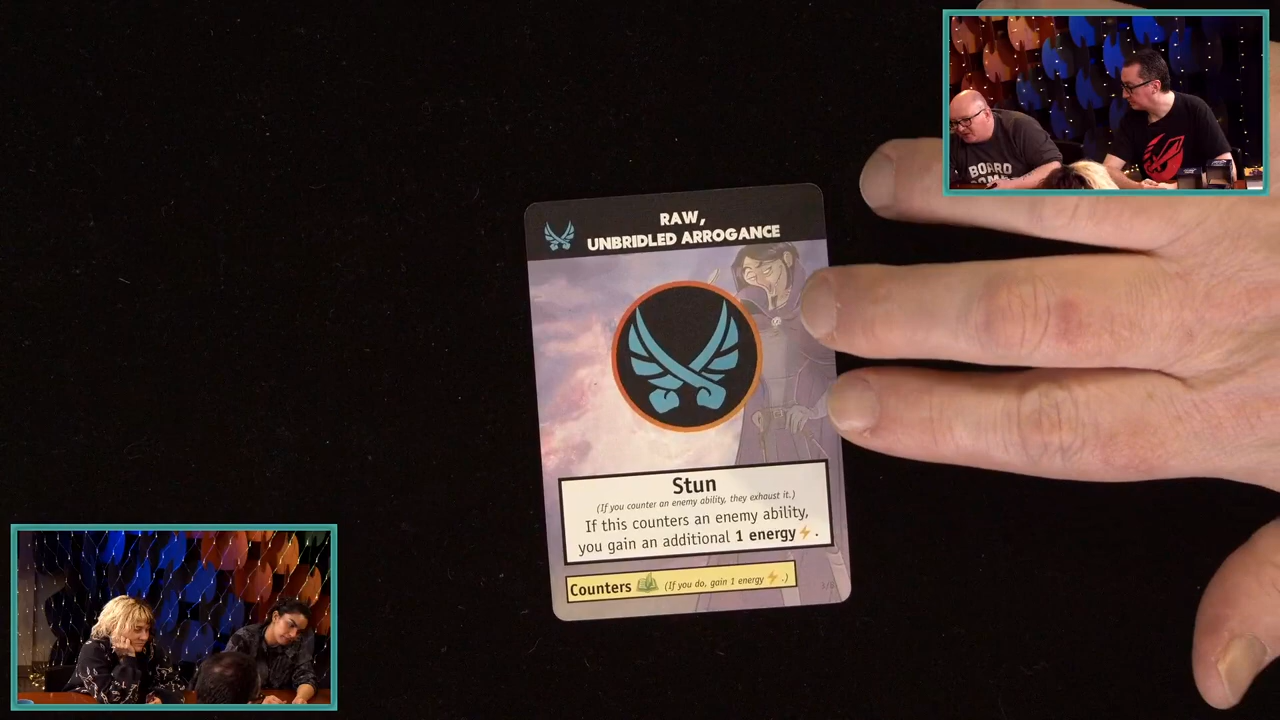 RAW,
UNBRIDLED ARROGANCE
Stun
(If you counter an enemy ability, they exhaust it.)
If this counters an enemy ability,
you gain an additional 1 energy⚡.
Counters (If you do, gain 1 energy⚡.)
BOARD